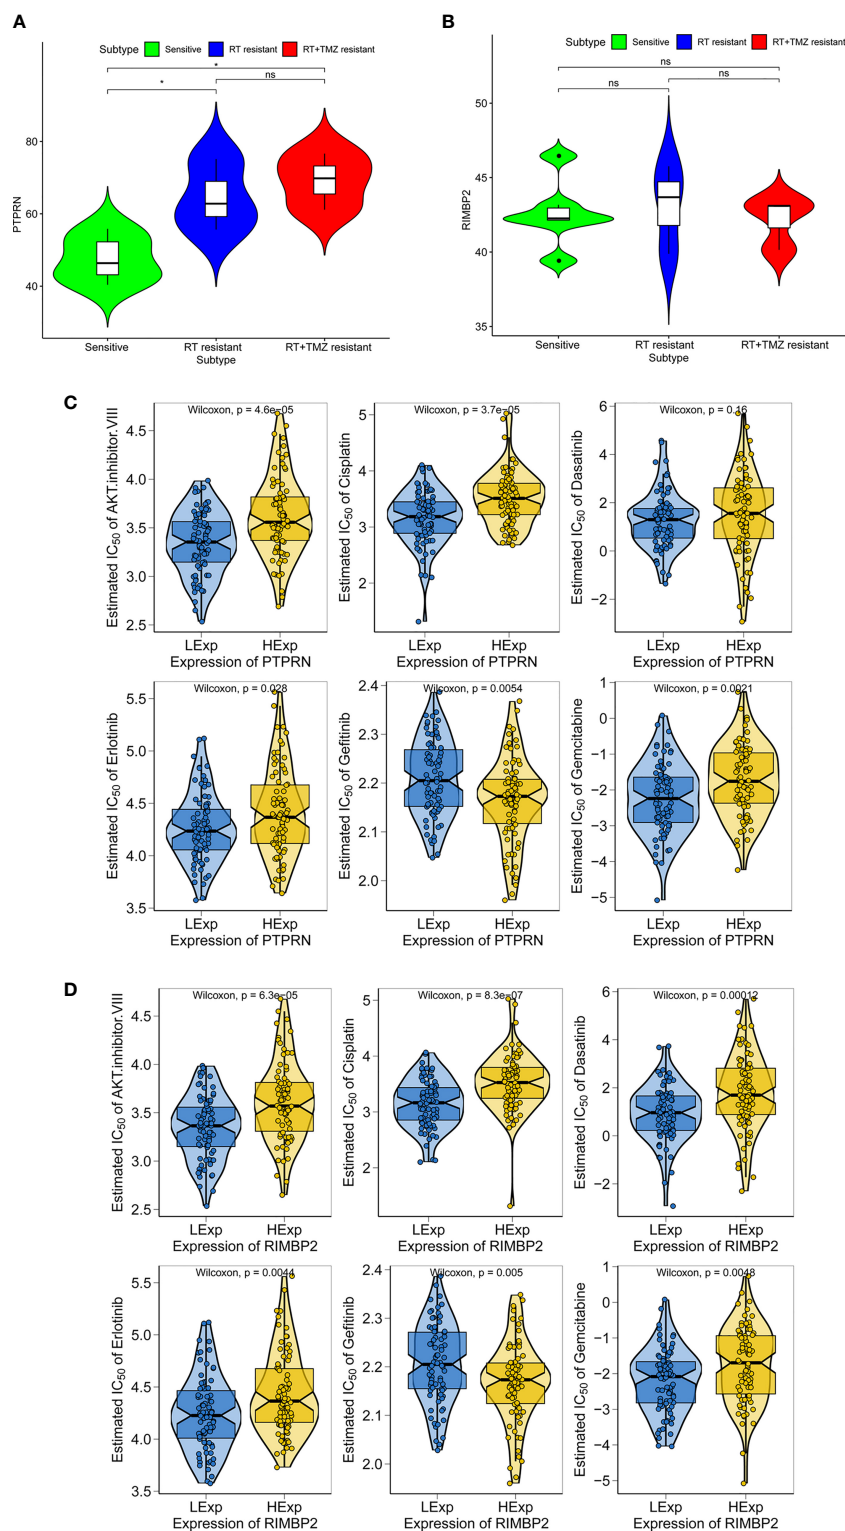 A
Subtype Sensitive RT resistant RT+TMZ resistant
*
*
ns
80
60
40
PTPRN
Sensitive RT resistant RT+TMZ resistant
Subtype
B
Subtype Sensitive RT resistant RT+TMZ resistant
ns
ns
ns
50
45
40
35
RIMBP2
Sensitive RT resistant RT+TMZ resistant
Subtype
C
Wilcoxon, p = 4.6e−05
Estimated IC50 of AKT.inhibitor.VIII
4.5
4.0
3.5
3.0
2.5
LExp HExp
Expression of PTPRN
Wilcoxon, p = 3.7e−05
Estimated IC50 of Cisplatin
5
4
3
2
LExp HExp
Expression of PTPRN
Wilcoxon, p = 0.16
Estimated IC50 of Dasatinib
6
4
2
0
−2
LExp HExp
Expression of PTPRN
Wilcoxon, p = 0.028
Estimated IC50 of Erlotinib
5.5
5.0
4.5
4.0
3.5
LExp HExp
Expression of PTPRN
Wilcoxon, p = 0.0054
Estimated IC50 of Gefitinib
2.4
2.3
2.2
2.1
2.0
LExp HExp
Expression of PTPRN
Wilcoxon, p = 0.0021
Estimated IC50 of Gemcitabine
1
0
−1
−2
−3
−4
−5
LExp HExp
Expression of PTPRN
D
Wilcoxon, p = 6.3e−05
Estimated IC50 of AKT.inhibitor.VIII
4.5
4.0
3.5
3.0
2.5
LExp HExp
Expression of RIMBP2
Wilcoxon, p = 8.3e−07
Estimated IC50 of Cisplatin
5
4
3
2
LExp HExp
Expression of RIMBP2
Wilcoxon, p = 0.00012
Estimated IC50 of Dasatinib
6
4
2
0
−2
LExp HExp
Expression of RIMBP2
Wilcoxon, p = 0.0044
Estimated IC50 of Erlotinib
5.5
5.0
4.5
4.0
3.5
LExp HExp
Expression of RIMBP2
Wilcoxon, p = 0.005
Estimated IC50 of Gefitinib
2.4
2.3
2.2
2.1
2.0
LExp HExp
Expression of RIMBP2
Wilcoxon, p = 0.0048
Estimated IC50 of Gemcitabine
1
0
−1
−2
−3
−4
−5
LExp HExp
Expression of RIMBP2